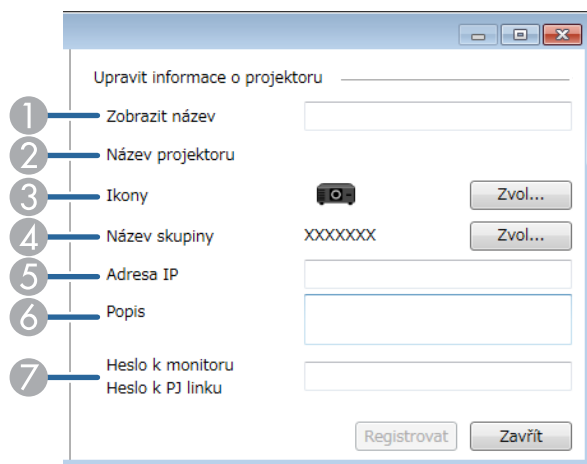 Upravit informace o projektoru
1 Zobrazit název
2 Název projektoru
3 Ikony Zvol...
4 Název skupiny XXXXXXX Zvol...
5 Adresa IP
6 Popis
7 Heslo k monitoru
Heslo k PJ linku
Registrovat Zavřít